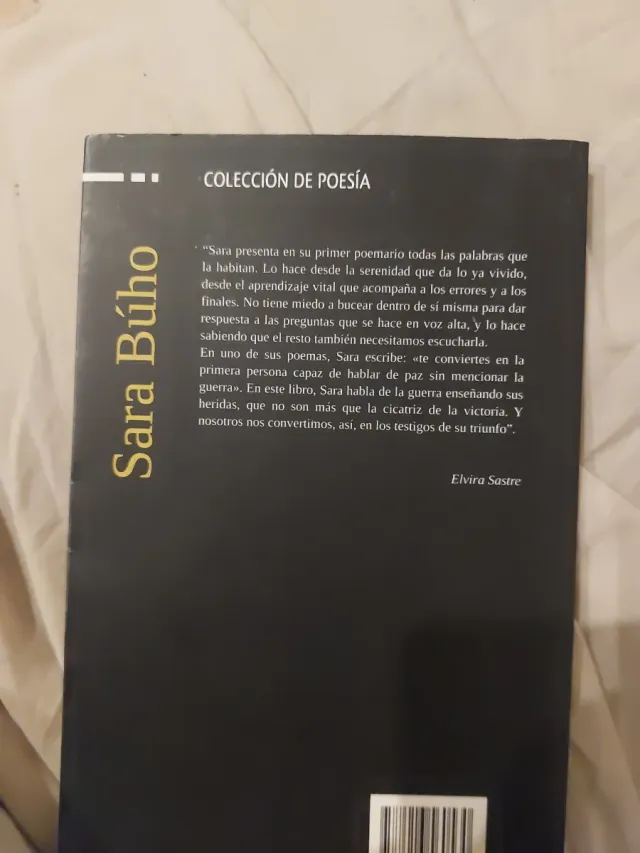 COLECCIÓN DE POESÍA
Sara Búho
“Sara presenta en su primer poemario todas las palabras que
la habitan. Lo hace desde la serenidad que da lo ya vivido,
desde el aprendizaje vital que acompaña a los errores y a los
finales. No tiene miedo a bucear dentro de sí misma para dar
respuesta a las preguntas que se hace en voz alta, y lo hace
sabiendo que el resto también necesitamos escucharla.
En uno de sus poemas, Sara escribe: «te conviertes en la
primera persona capaz de hablar de paz sin mencionar la
guerra». En este libro, Sara habla de la guerra enseñando sus
heridas, que no son más que la cicatriz de la victoria. Y
nosotros nos convertimos, así, en los testigos de su triunfo”.
Elvira Sastre